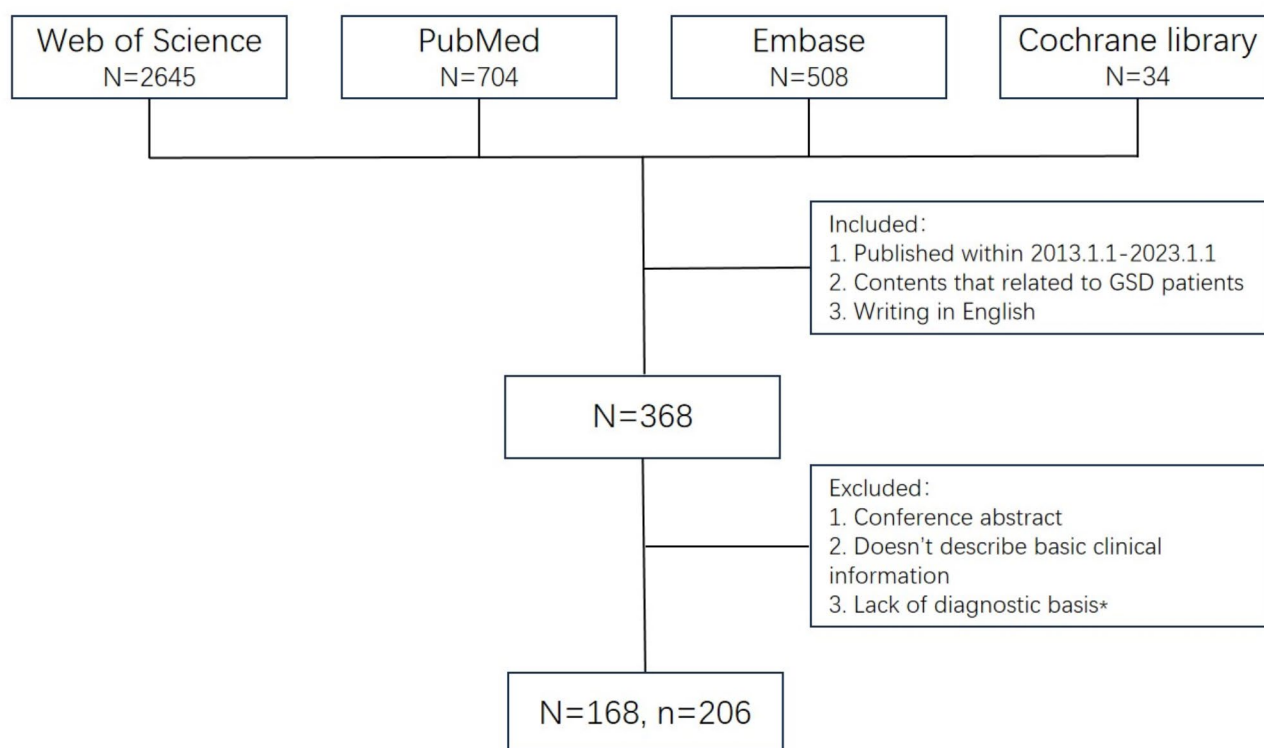 Web of Science
N=2645
PubMed
N=704
Embase
N=508
Cochrane library
N=34
Included:
1. Published within 2013.1.1-2023.1.1
2. Contents that related to GSD patients
3. Writing in English
N=368
Excluded:
1. Conference abstract
2. Doesn't describe basic clinical
information
3. Lack of diagnostic basis*
N=168, n=206